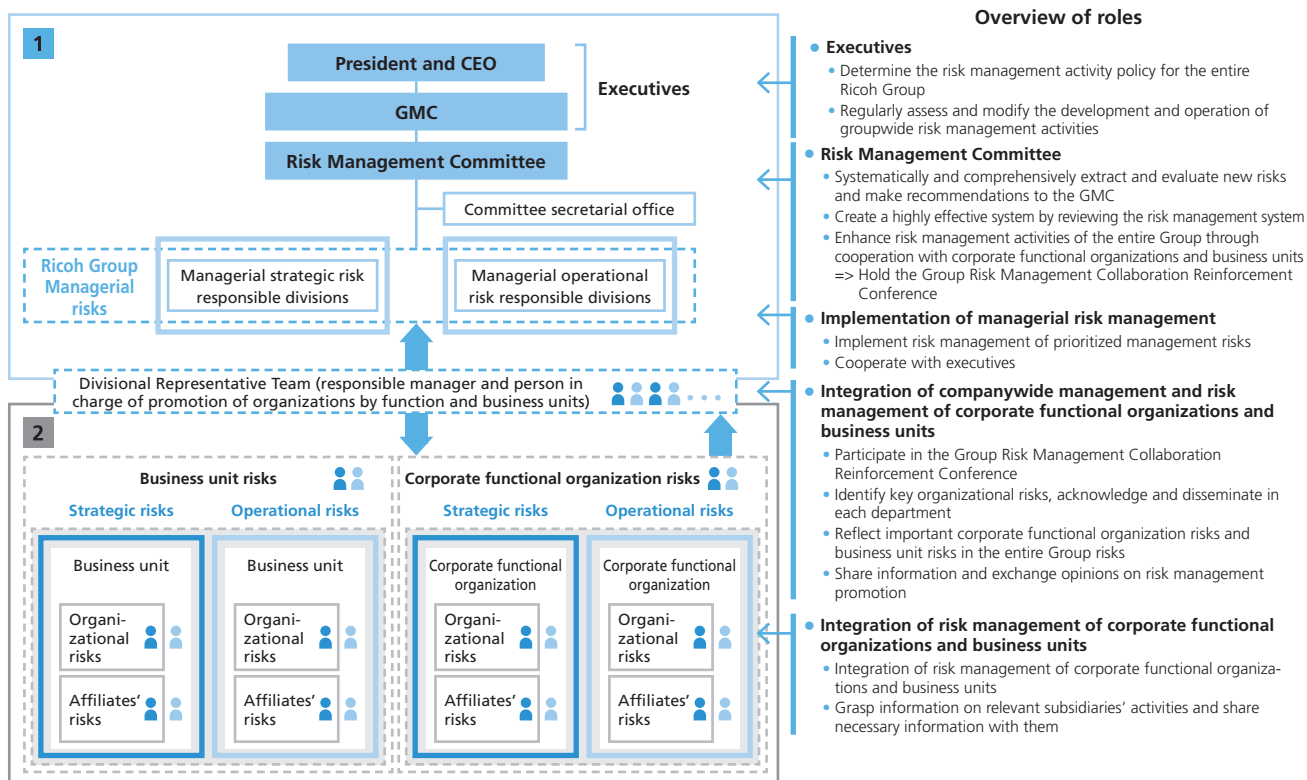 1
President and CEO
GMC
Executives
Risk Management Committee
Committee secretarial office
Ricoh Group
Managerial
risks
Managerial strategic risk
responsible divisions
Managerial operational
risk responsible divisions
Divisional Representative Team (responsible manager and person in
charge of promotion of organizations by function and business units)
2
Business unit risks
Strategic risks
Operational risks
Business unit
Organi-
zational
risks
Affiliates’
risks
Business unit
Organi-
zational
risks
Affiliates’
risks
Corporate functional organization risks
Strategic risks
Operational risks
Corporate functional
organization
Organi-
zational
risks
Affiliates’
risks
Corporate functional
organization
Organi-
zational
risks
Affiliates’
risks
Overview of roles
• Executives
• Determine the risk management activity policy for the entire
Ricoh Group
• Regularly assess and modify the development and operation of
groupwide risk management activities
• Risk Management Committee
• Systematically and comprehensively extract and evaluate new risks
and make recommendations to the GMC
• Create a highly effective system by reviewing the risk management system
• Enhance risk management activities of the entire Group through
cooperation with corporate functional organizations and business units
=> Hold the Group Risk Management Collaboration Reinforcement
Conference
• Implementation of managerial risk management
• Implement risk management of prioritized management risks
• Cooperate with executives
• Integration of companywide management and risk
management of corporate functional organizations and
business units
• Participate in the Group Risk Management Collaboration
Reinforcement Conference
• Identify key organizational risks, acknowledge and disseminate in
each department
• Reflect important corporate functional organization risks and
business unit risks in the entire Group risks
• Share information and exchange opinions on risk management
promotion
• Integration of risk management of corporate functional
organizations and business units
• Integration of risk management of corporate functional organiza-
tions and business units
• Grasp information on relevant subsidiaries’ activities and share
necessary information with them